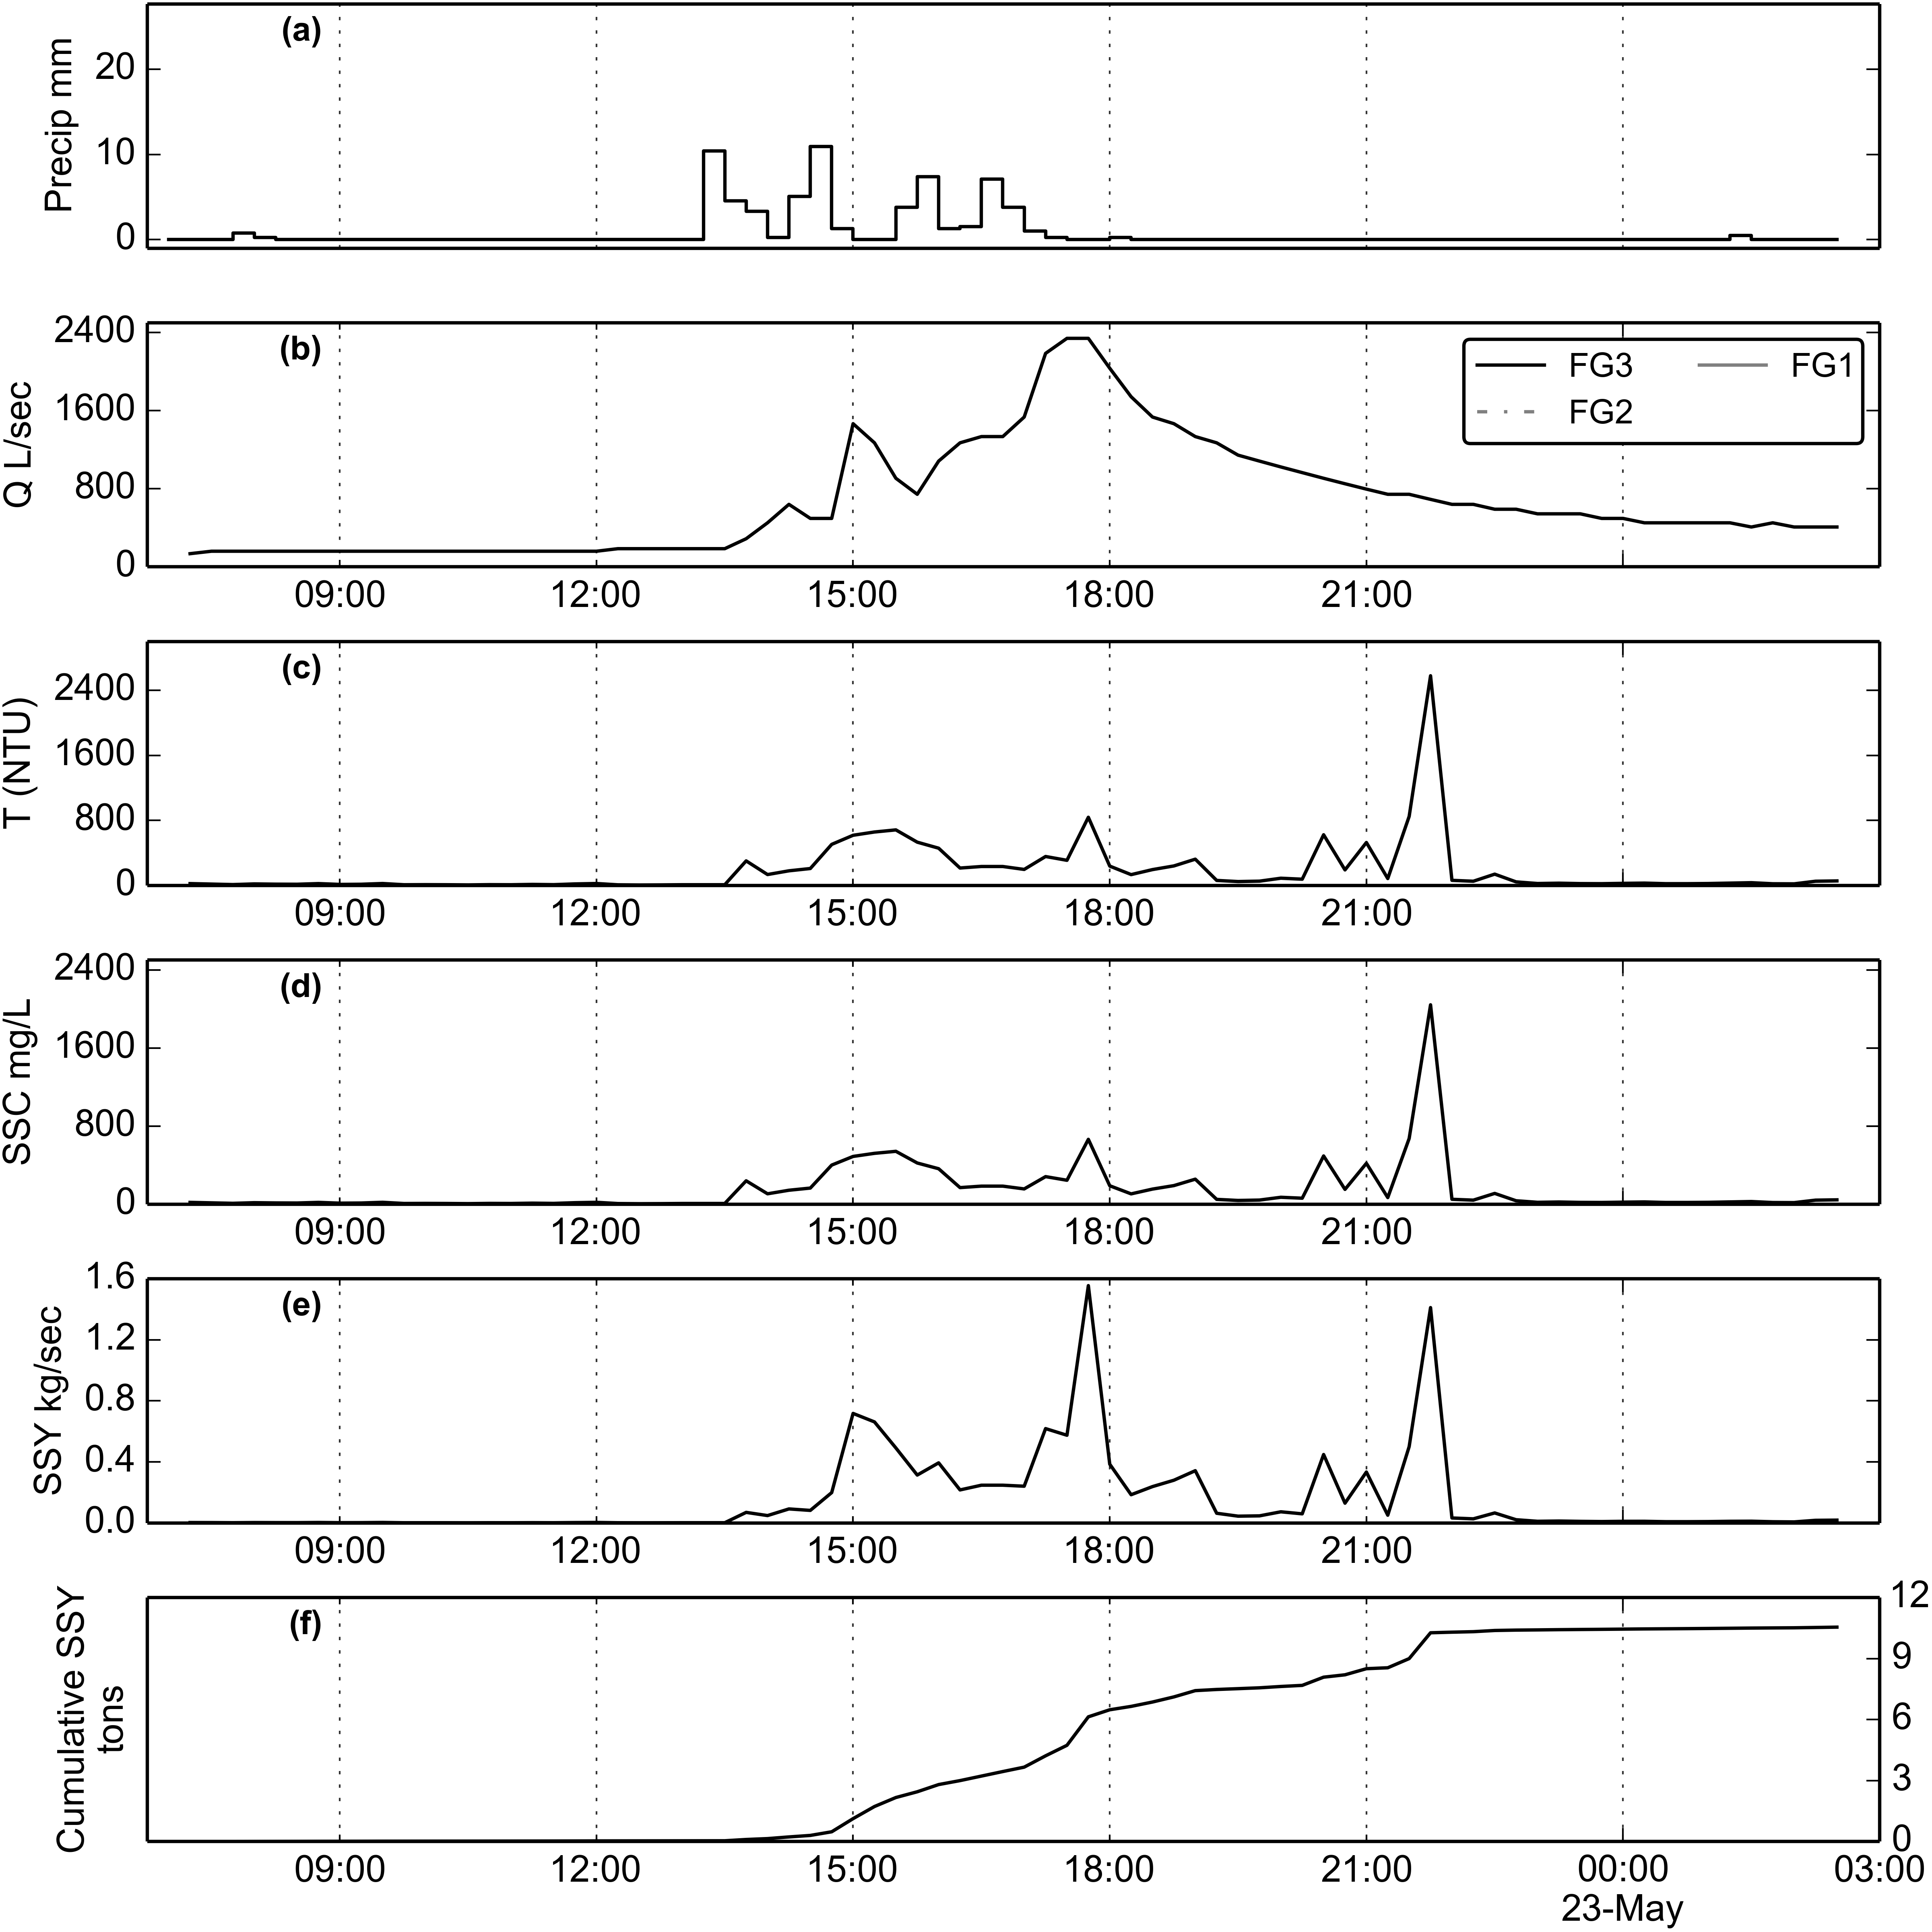 (a)
Precip mm
20
10
0
(b)
Q L/sec
2400
1600
800
0
FG3 FG1
FG2
09:00 12:00 15:00 18:00 21:00
(c)
T (NTU)
2400
1600
800
0
09:00 12:00 15:00 18:00 21:00
(d)
SSC mg/L
2400
1600
800
0
09:00 12:00 15:00 18:00 21:00
(e)
SSY kg/sec
1.6
1.2
0.8
0.4
0.0
09:00 12:00 15:00 18:00 21:00
(f)
Cumulative SSY
tons
12
9
6
3
0
09:00 12:00 15:00 18:00 21:00 00:00 03:00
23-May